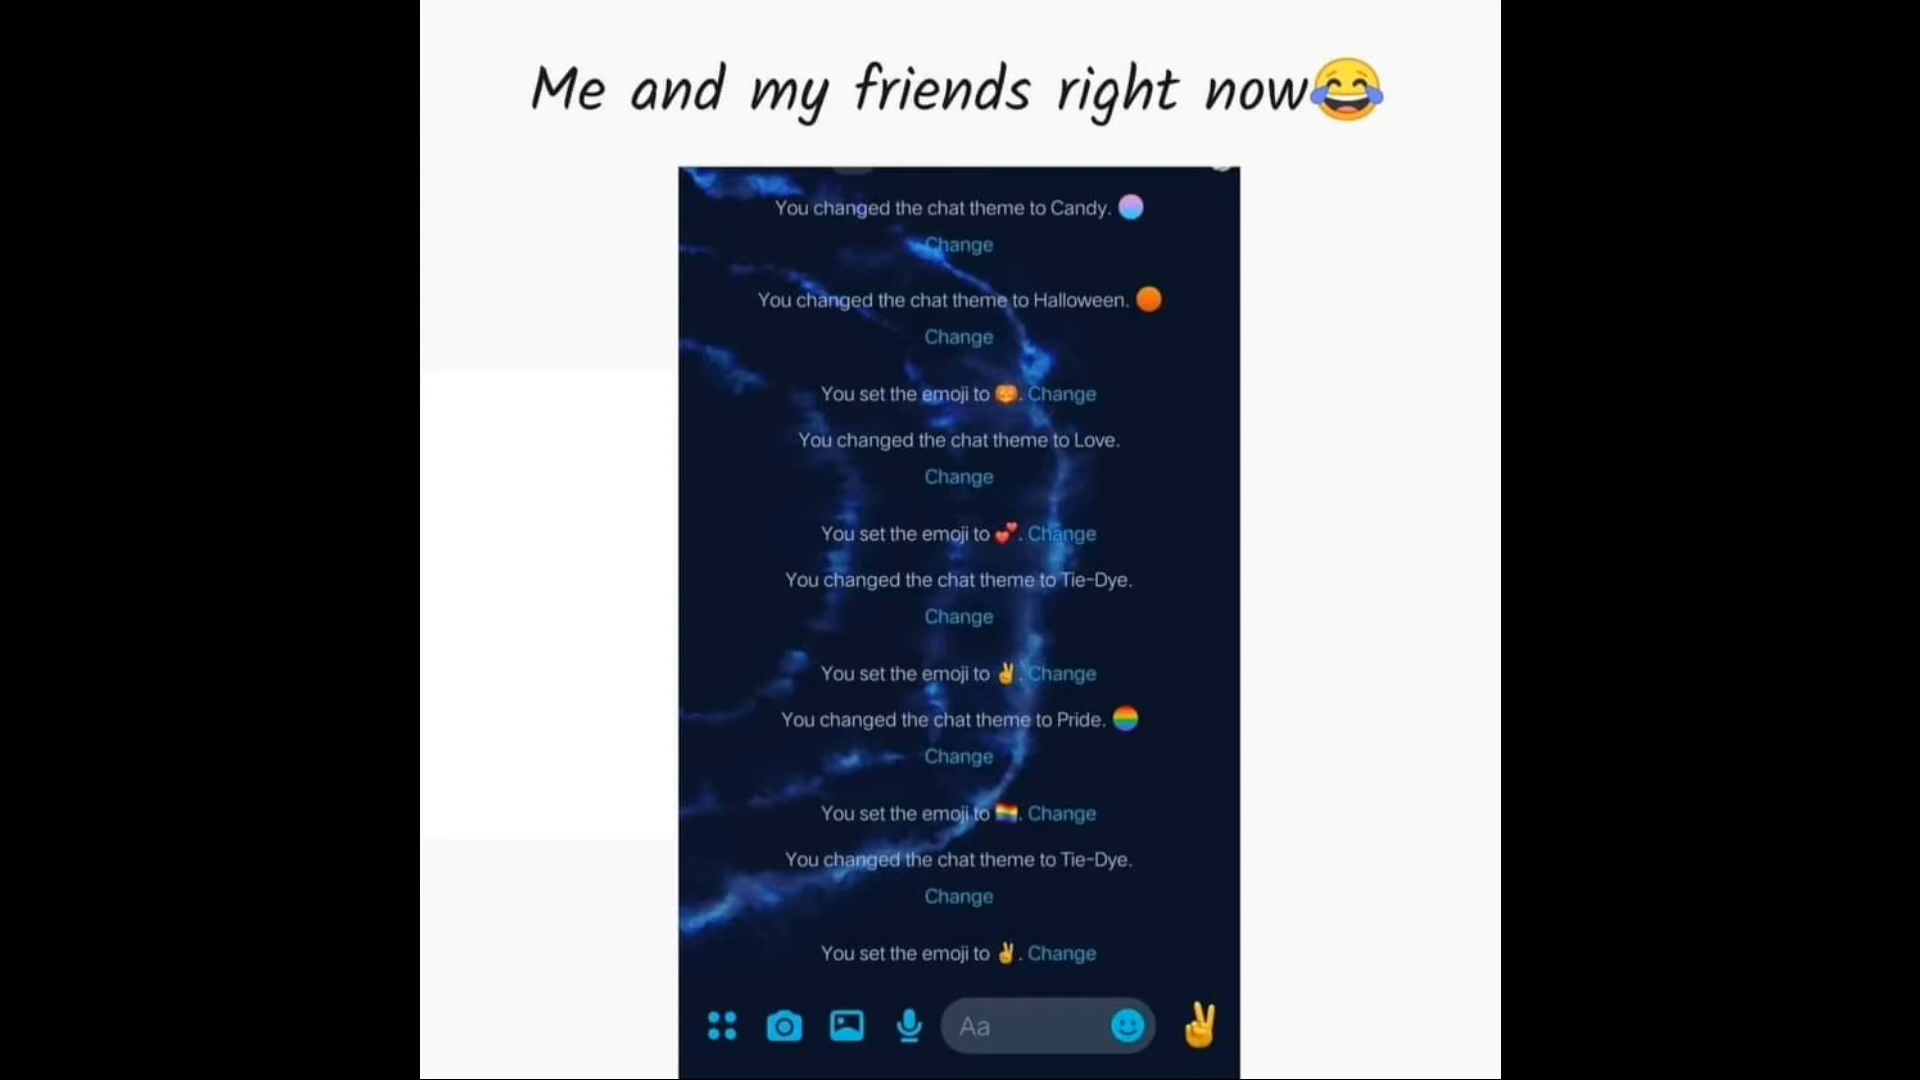 Me and my friends right now😂
You changed the chat theme to Candy.
Change
You changed the chat theme to Halloween.
Change
You set the emoji to 🎃. Change
You changed the chat theme to Love.
Change
You set the emoji to 💕. Change
You changed the chat theme to Tie-Dye.
Change
You set the emoji to ✌. Change
You changed the chat theme to Pride.
Change
You set the emoji to 🏳️‍🌈. Change
You changed the chat theme to Tie-Dye.
Change
You set the emoji to ✌. Change
Aa